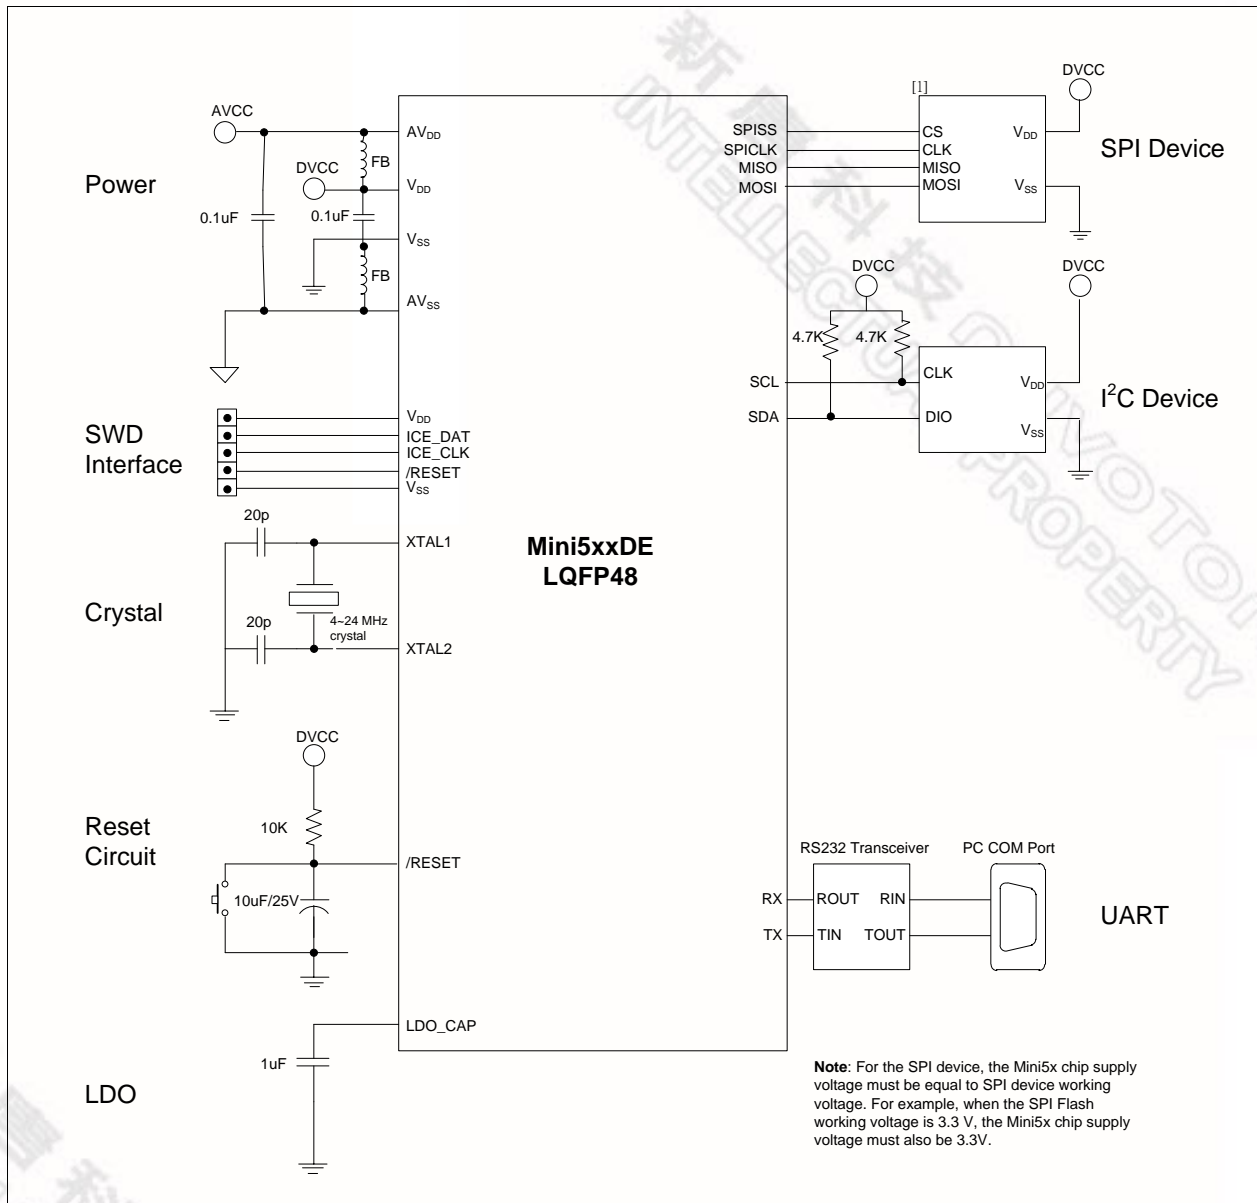 Power
AVCC
DVCC
FB
0.1uF
0.1uF
FB
AVDD
VDD
VSS
AVSS
SWD
Interface
VDD
ICE_DAT
ICE_CLK
/RESET
VSS
Crystal
20p
20p
4~24 MHz
crystal
XTAL1
XTAL2
Reset
Circuit
DVCC
10K
10uF/25V
/RESET
LDO
1uF
LDO_CAP
Mini5xxDE
LQFP48
SPISS
SPICLK
MISO
MOSI
[1]
CS
CLK
MISO
MOSI
VDD
VSS
DVCC
SPI Device
DVCC
4.7K
4.7K
SCL
SDA
CLK
DIO
VDD
VSS
DVCC
I²C Device
RS232 Transceiver
PC COM Port
RX
TX
ROUT
RIN
TIN
TOUT
UART
Note: For the SPI device, the Mini5x chip supply
voltage must be equal to SPI device working
voltage. For example, when the SPI Flash
working voltage is 3.3 V, the Mini5x chip supply
voltage must also be 3.3V.
新唐科技
INTELLECTUAL PROPERTY